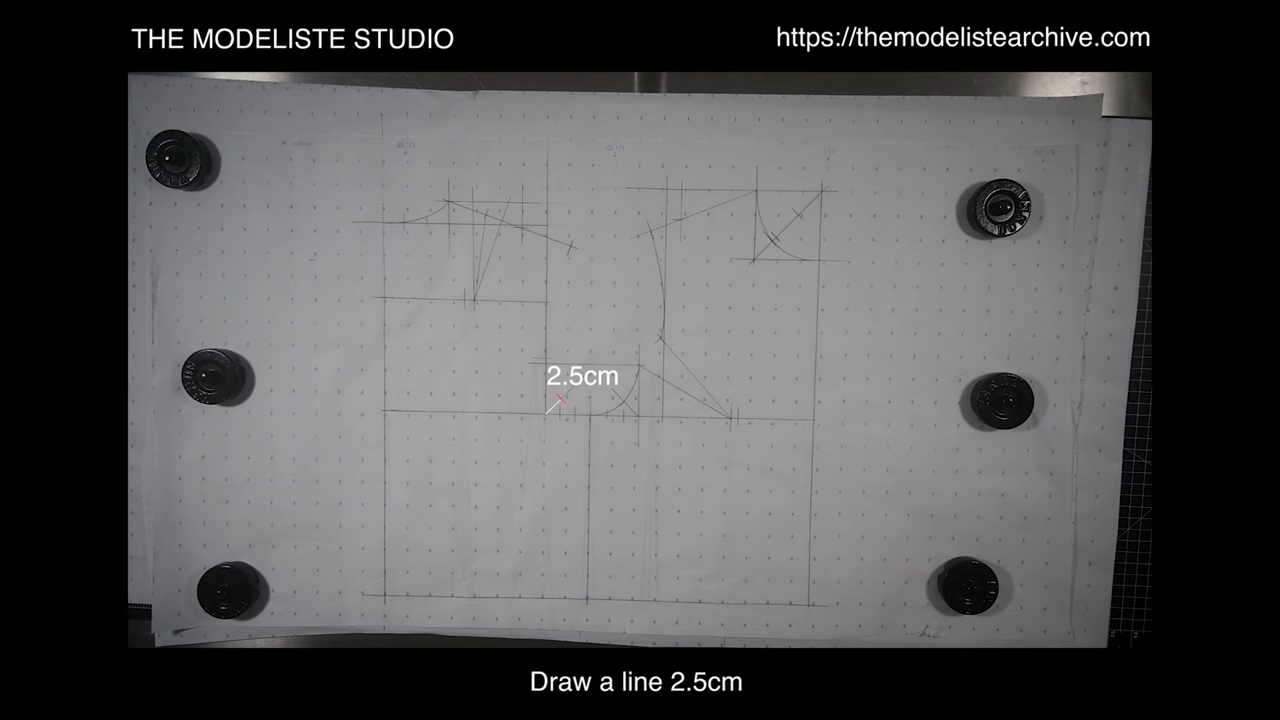 THE MODELISTE STUDIO
https://themodelistearchive.com
2.5cm
Draw a line 2.5cm